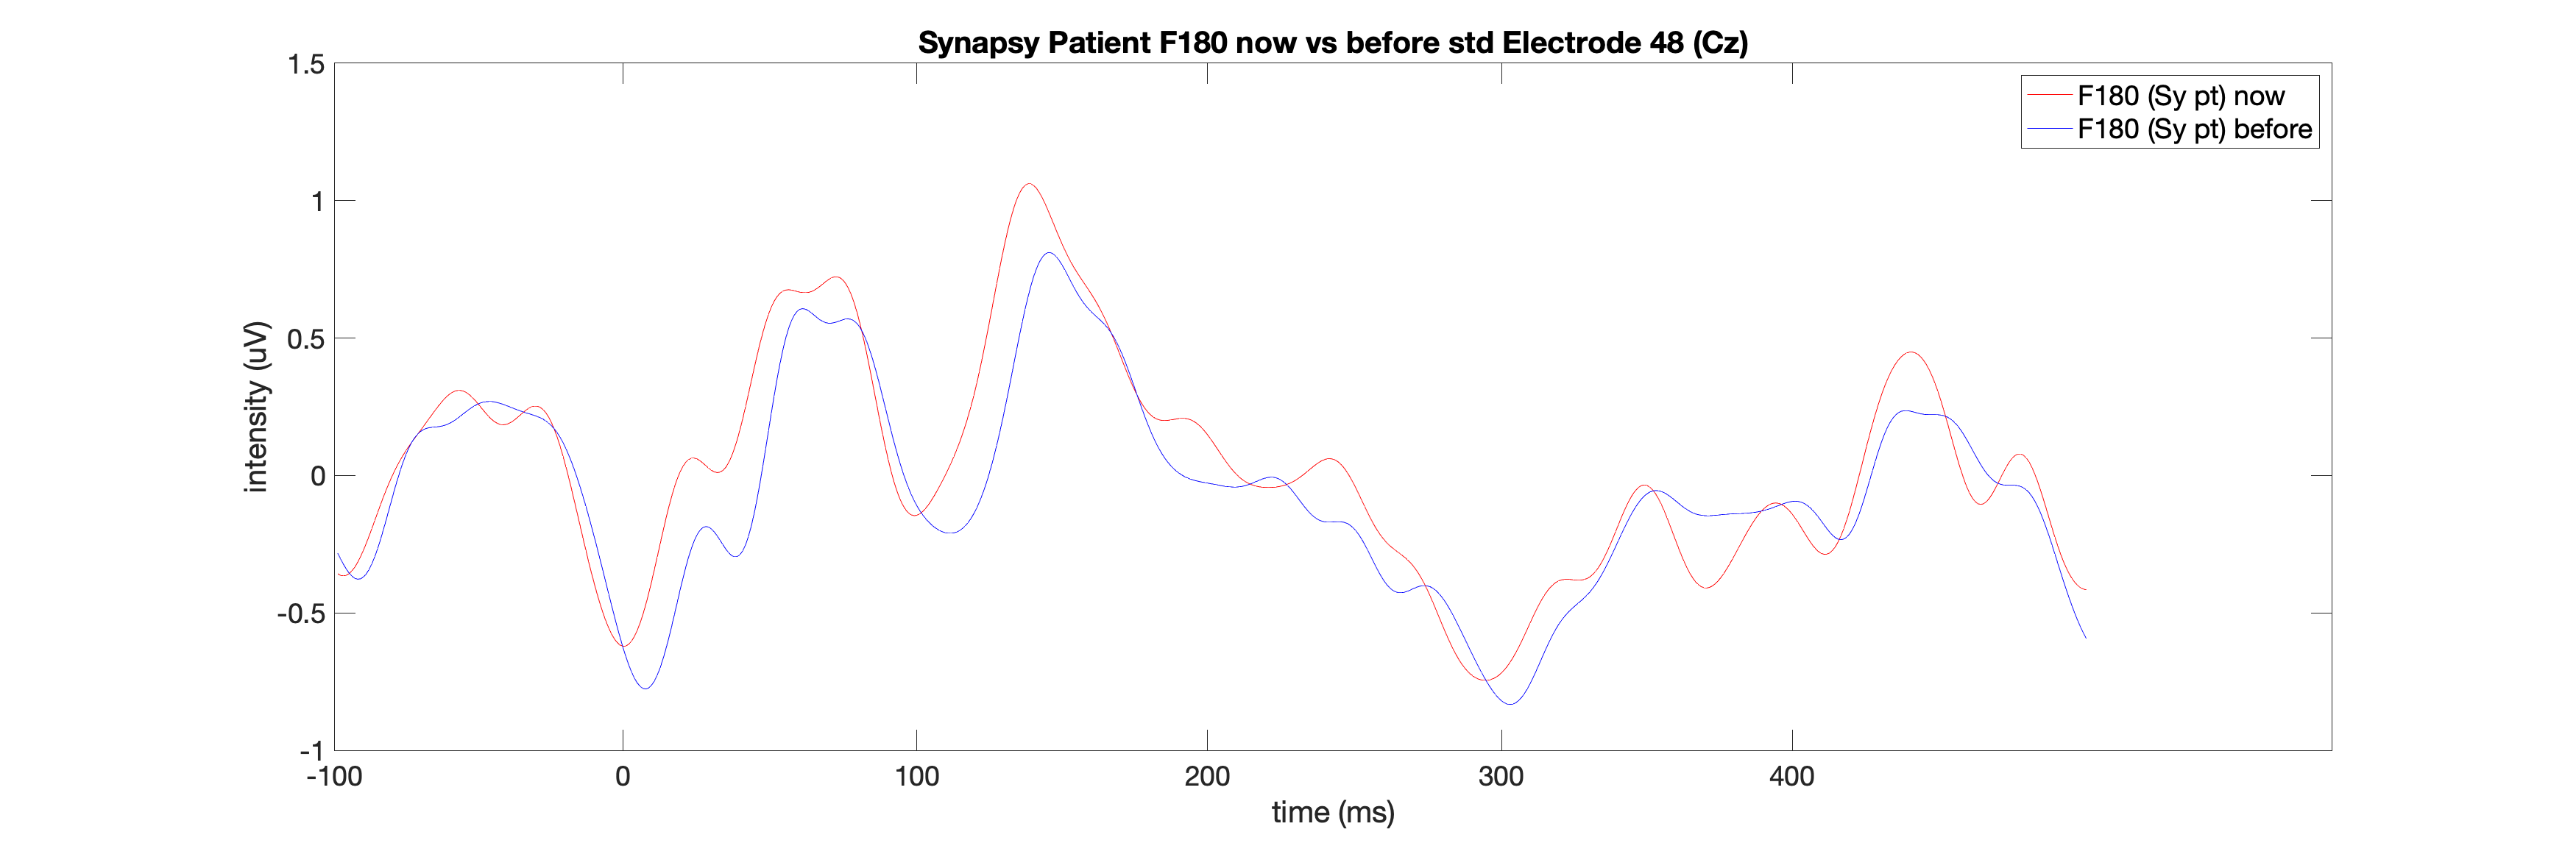 Synapsy Patient F180 now vs before std Electrode 48 (Cz)
1.5
1
0.5
0
-0.5
-1
intensity (uV)
F180 (Sy pt) now
F180 (Sy pt) before
-100 0 100 200 300 400
time (ms)